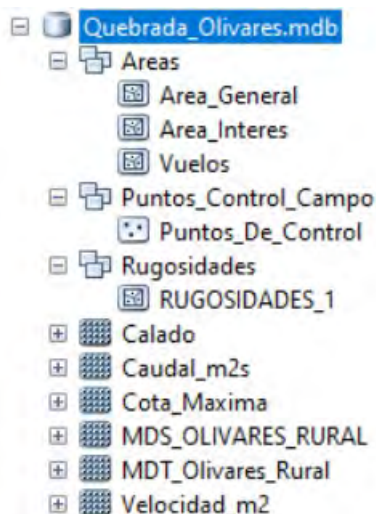 Quebrada_Olivares.mdb
Areas
Area_General
Area_Interes
Vuelos
Puntos_Control_Campo
Puntos_De_Control
Rugosidades
RUGOSIDADES_1
Calado
Caudal_m2s
Cota_Maxima
MDS_OLIVARES_RURAL
MDT_Olivares_Rural
Velocidad_m2